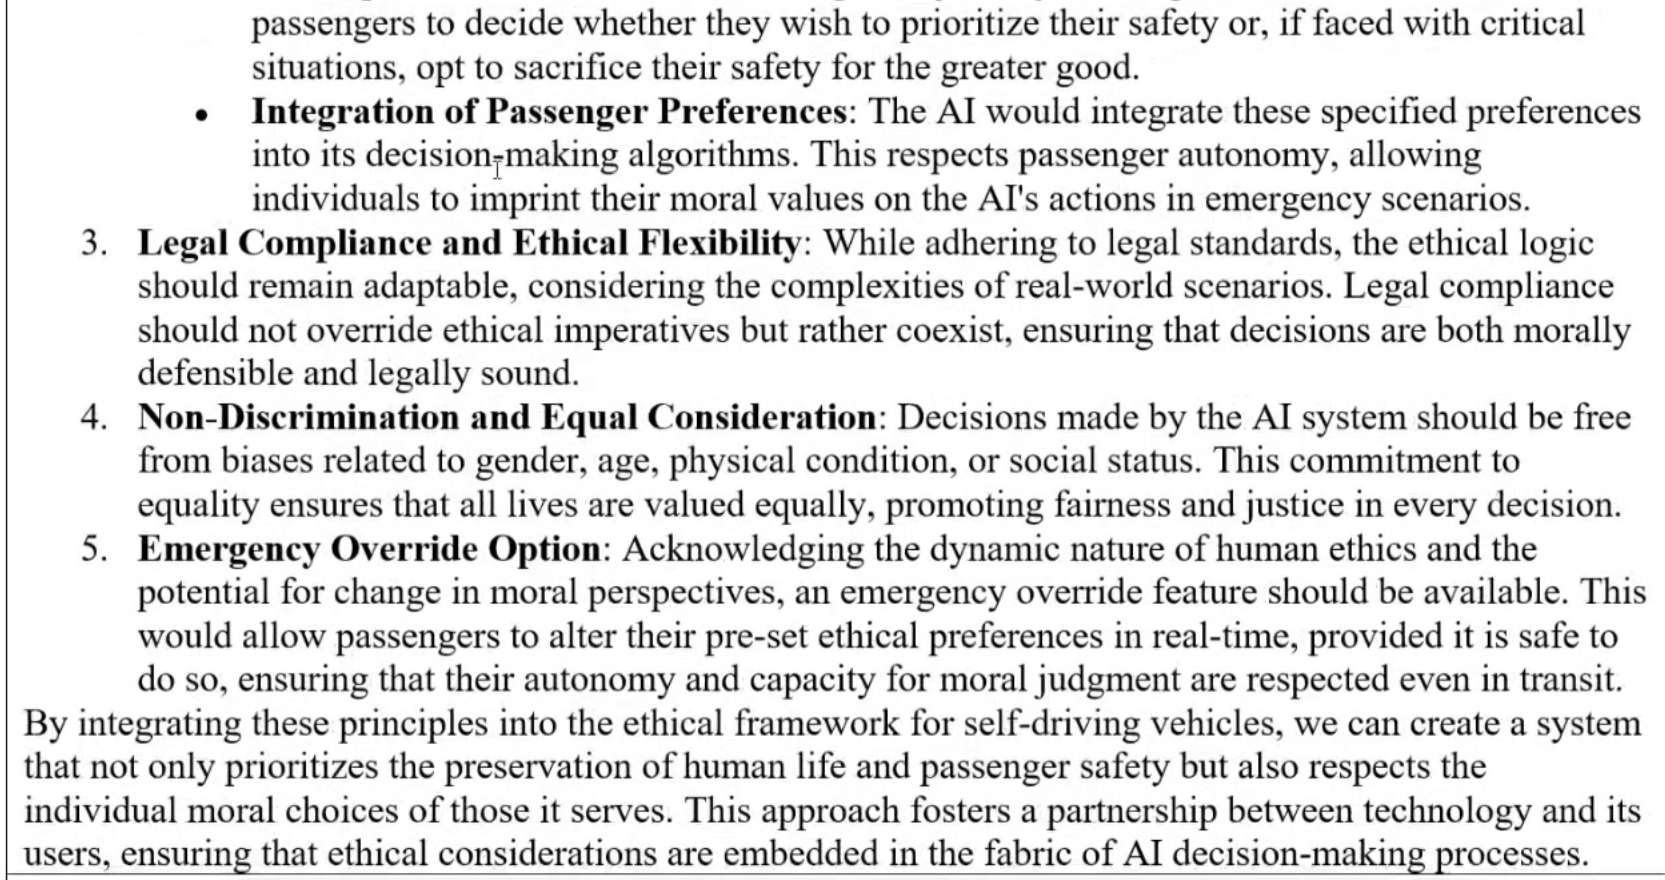 passengers to decide whether they wish to prioritize their safety or, if faced with critical
situations, opt to sacrifice their safety for the greater good.
• Integration of Passenger Preferences: The AI would integrate these specified preferences
into its decision-making algorithms. This respects passenger autonomy, allowing
individuals to imprint their moral values on the AI's actions in emergency scenarios.
3. Legal Compliance and Ethical Flexibility: While adhering to legal standards, the ethical logic
should remain adaptable, considering the complexities of real-world scenarios. Legal compliance
should not override ethical imperatives but rather coexist, ensuring that decisions are both morally
defensible and legally sound.
4. Non-Discrimination and Equal Consideration: Decisions made by the AI system should be free
from biases related to gender, age, physical condition, or social status. This commitment to
equality ensures that all lives are valued equally, promoting fairness and justice in every decision.
5. Emergency Override Option: Acknowledging the dynamic nature of human ethics and the
potential for change in moral perspectives, an emergency override feature should be available. This
would allow passengers to alter their pre-set ethical preferences in real-time, provided it is safe to
do so, ensuring that their autonomy and capacity for moral judgment are respected even in transit.
By integrating these principles into the ethical framework for self-driving vehicles, we can create a system
that not only prioritizes the preservation of human life and passenger safety but also respects the
individual moral choices of those it serves. This approach fosters a partnership between technology and its
users, ensuring that ethical considerations are embedded in the fabric of AI decision-making processes.